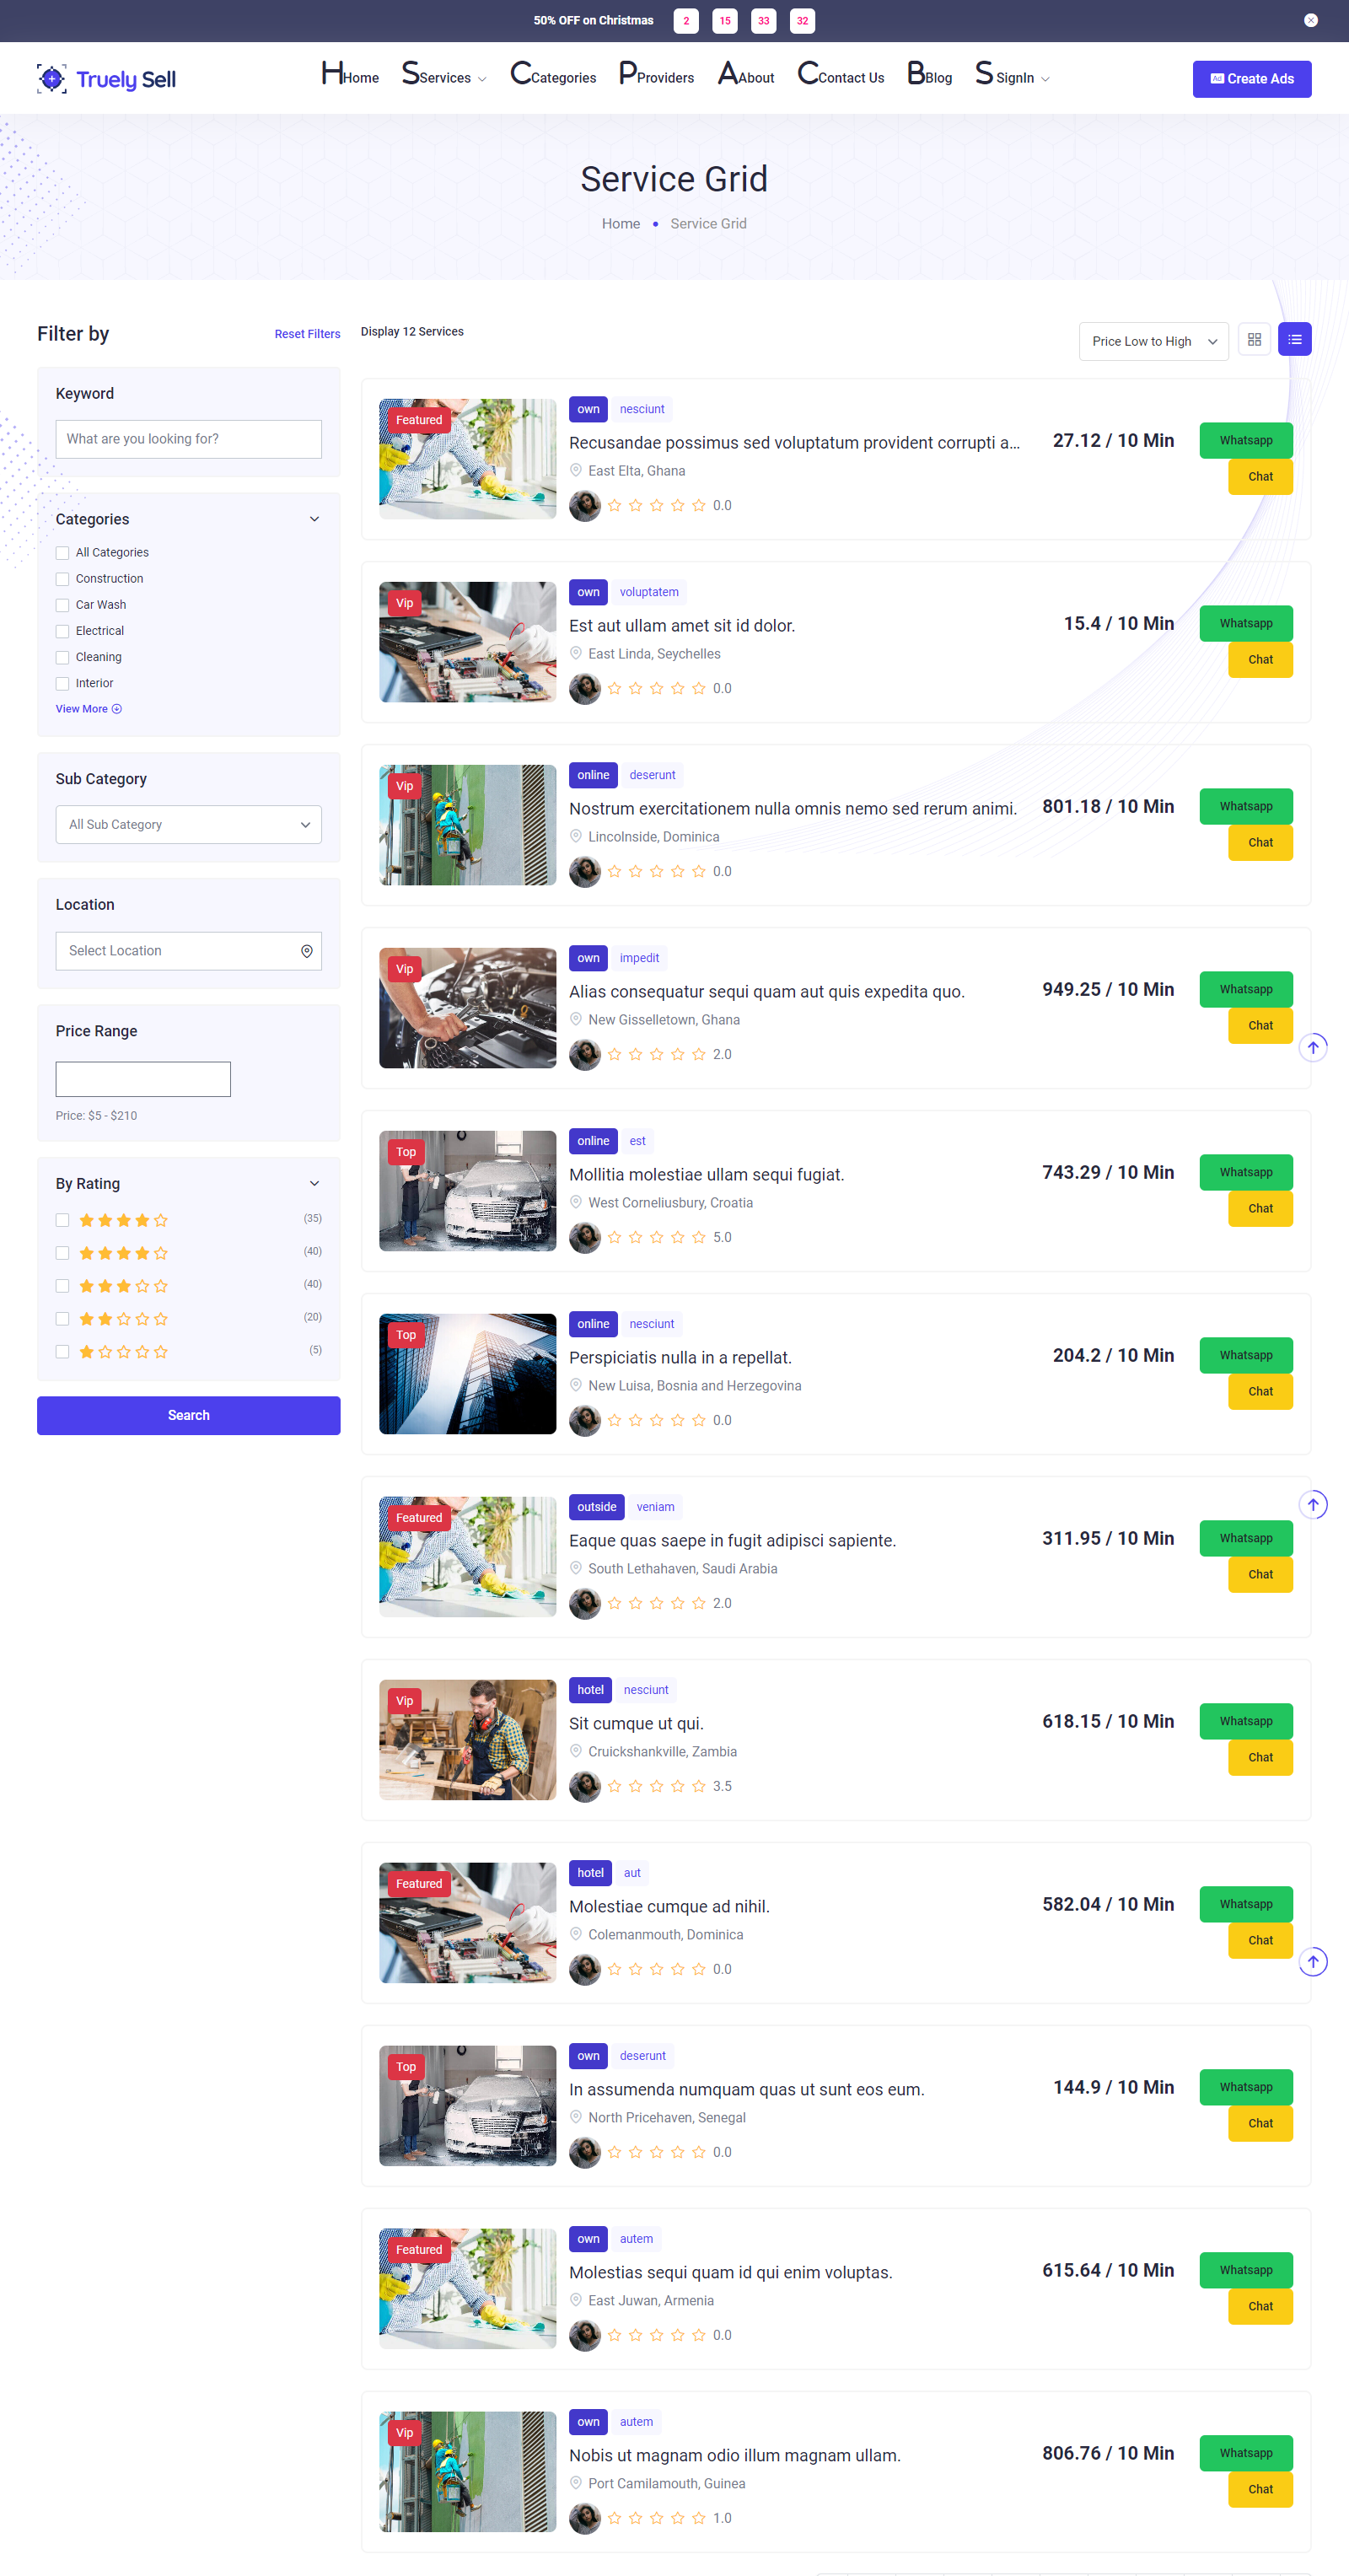 50% OFF on Christmas 2 15 33 32
Truely Sell
HHome SServices CCategories PProviders AAbout CContact Us BBlog S SignIn
Ad Create Ads
Service Grid
Home • Service Grid
Filter by
Reset Filters
Keyword
What are you looking for?
Categories
All Categories
Construction
Car Wash
Electrical
Cleaning
Interior
View More
Sub Category
All Sub Category
Location
Select Location
Price Range
Price: $5 - $210
By Rating
(35)
(40)
(40)
(20)
(5)
Search
Display 12 Services
Price Low to High
Featured
own nesciunt
Recusandae possimus sed voluptatum provident corrupti a...
East Elta, Ghana
0.0
27.12 / 10 Min
Whatsapp
Chat
Vip
own voluptatem
Est aut ullam amet sit id dolor.
East Linda, Seychelles
0.0
15.4 / 10 Min
Whatsapp
Chat
Vip
online deserunt
Nostrum exercitationem nulla omnis nemo sed rerum animi.
Lincolnside, Dominica
0.0
801.18 / 10 Min
Whatsapp
Chat
Vip
own impedit
Alias consequatur sequi quam aut quis expedita quo.
New Gisselletown, Ghana
2.0
949.25 / 10 Min
Whatsapp
Chat
Top
online est
Mollitia molestiae ullam sequi fugiat.
West Corneliusbury, Croatia
5.0
743.29 / 10 Min
Whatsapp
Chat
Top
online nesciunt
Perspiciatis nulla in a repellat.
New Luisa, Bosnia and Herzegovina
0.0
204.2 / 10 Min
Whatsapp
Chat
Featured
outside veniam
Eaque quas saepe in fugit adipisci sapiente.
South Lethahaven, Saudi Arabia
2.0
311.95 / 10 Min
Whatsapp
Chat
Vip
hotel nesciunt
Sit cumque ut qui.
Cruickshankville, Zambia
3.5
618.15 / 10 Min
Whatsapp
Chat
Featured
hotel aut
Molestiae cumque ad nihil.
Colemanmouth, Dominica
0.0
582.04 / 10 Min
Whatsapp
Chat
Top
own deserunt
In assumenda numquam quas ut sunt eos eum.
North Pricehaven, Senegal
0.0
144.9 / 10 Min
Whatsapp
Chat
Featured
own autem
Molestias sequi quam id qui enim voluptas.
East Juwan, Armenia
0.0
615.64 / 10 Min
Whatsapp
Chat
Vip
own autem
Nobis ut magnam odio illum magnam ullam.
Port Camilamouth, Guinea
1.0
806.76 / 10 Min
Whatsapp
Chat